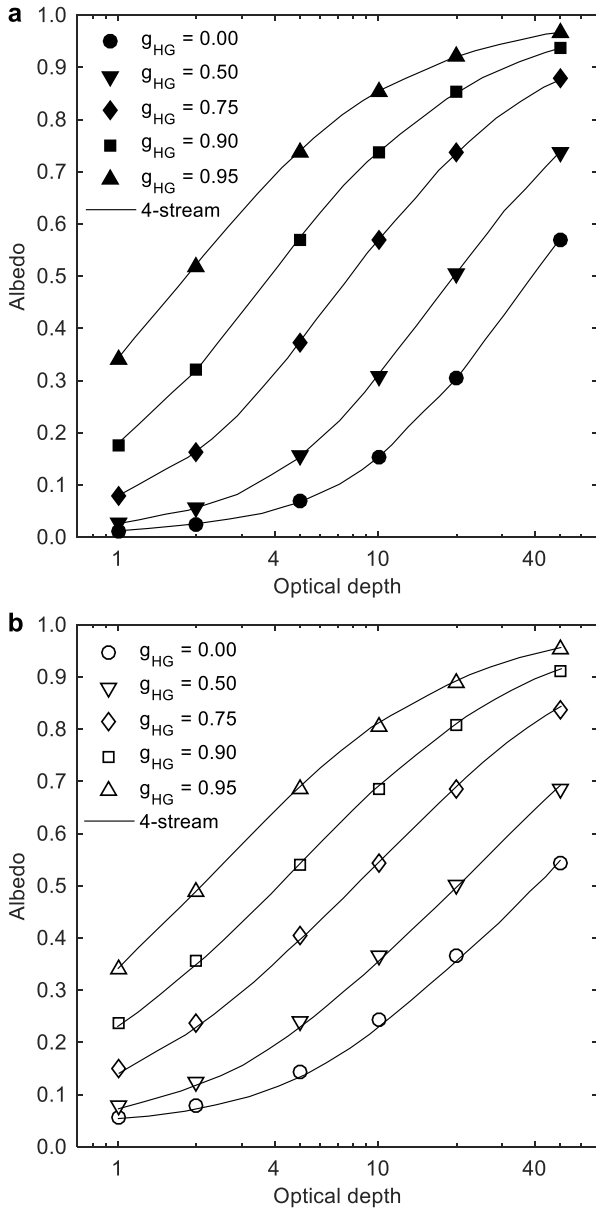 a
1.0
0.9
0.8
0.7
0.6
0.5
0.4
0.3
0.2
0.1
0.0
Albedo
g_HG = 0.00
g_HG = 0.50
g_HG = 0.75
g_HG = 0.90
g_HG = 0.95
4-stream
1 4 10 40
Optical depth
b
1.0
0.9
0.8
0.7
0.6
0.5
0.4
0.3
0.2
0.1
0.0
Albedo
g_HG = 0.00
g_HG = 0.50
g_HG = 0.75
g_HG = 0.90
g_HG = 0.95
4-stream
1 4 10 40
Optical depth